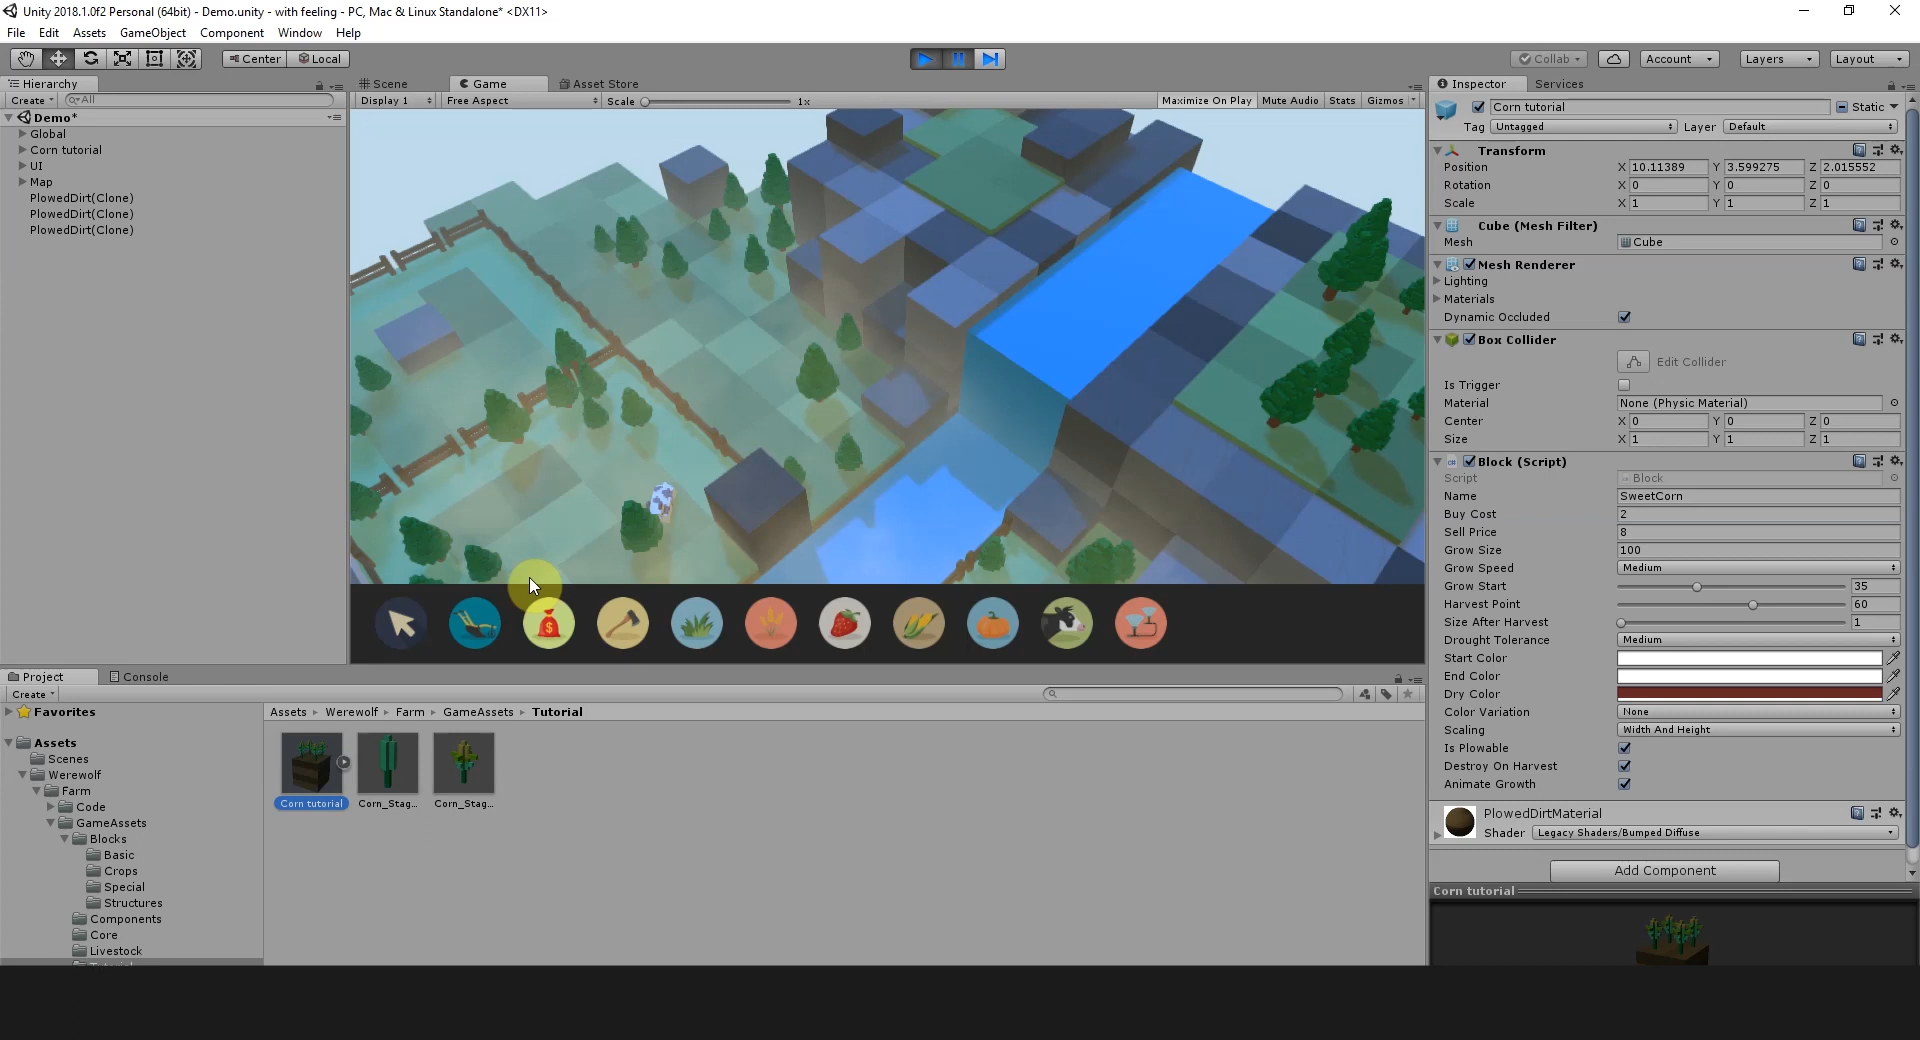 Unity 2018.1.0f2 Personal (64bit) - Demo.unity - with feeling - PC, Mac & Linux Standalone* <DX11>
File Edit Assets GameObject Component Window Help
Center Local Collab Account Layers Layout
Hierarchy
Create All
Demo*
Global
Corn tutorial
UI
Map
PlowedDirt(Clone)
PlowedDirt(Clone)
PlowedDirt(Clone)
Scene Game Asset Store
Display 1 Free Aspect Scale 1x Maximize On Play Mute Audio Stats Gizmos
$
Inspector Services
Corn tutorial Static
Tag Untagged Layer Default
Transform
Position X 10.11389 Y 3.599275 Z 2.015552
Rotation X 0 Y 0 Z 0
Scale X 1 Y 1 Z 1
Cube (Mesh Filter)
Mesh Cube
Mesh Renderer
Lighting
Materials
Dynamic Occluded
Box Collider
Edit Collider
Is Trigger
Material None (Physic Material)
Center X 0 Y 0 Z 0
Size X 1 Y 1 Z 1
Block (Script)
Script Block
Name SweetCorn
Buy Cost 2
Sell Price 8
Grow Size 100
Grow Speed Medium
Grow Start 35
Harvest Point 60
Size After Harvest 1
Drought Tolerance Medium
Start Color
End Color
Dry Color
Color Variation None
Scaling Width And Height
Is Plowable
Destroy On Harvest
Animate Growth
PlowedDirtMaterial
Shader Legacy Shaders/Bumped Diffuse
Add Component
Corn tutorial
Project Console
Create
Favorites
Assets
Scenes
Werewolf
Farm
Code
GameAssets
Blocks
Basic
Crops
Special
Structures
Components
Core
Livestock
Assets Werewolf Farm GameAssets Tutorial
Corn tutorial Corn_Stag... Corn_Stag...